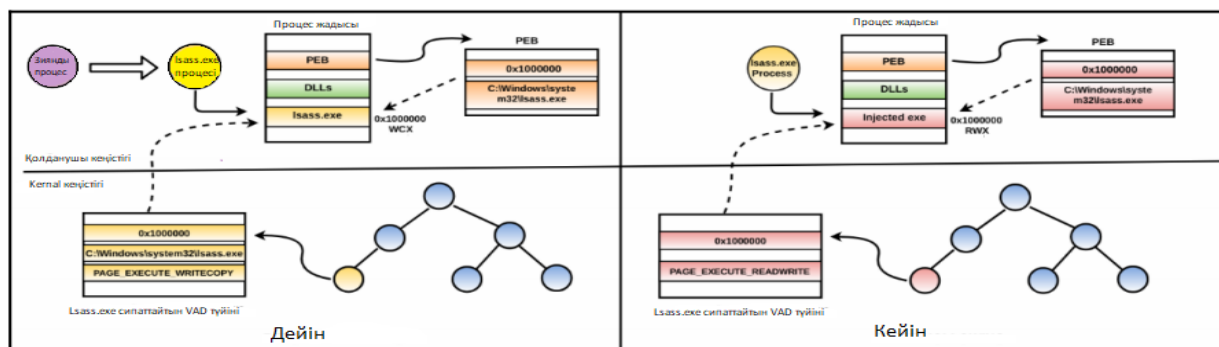 Процес жадысы
Зиянды
процес
lsass.exe
процесі
PEB
DLLs
lsass.exe
PEB
0x1000000
C:\Windows\syste
m32\lsass.exe
0x1000000
WCX
Қолданушы кеңістігі
Kernal кеңістігі
0x1000000
C:\Windows\system32\lsass.exe
PAGE_EXECUTE_WRITECOPY
Lsass.exe сипаттайтын VAD түйіні
Дейін
Процес жадысы
lsass.exe
Process
PEB
DLLs
Injected exe
PEB
0x1000000
C:\Windows\syste
m32\lsass.exe
0x1000000
RWX
0x1000000
PAGE_EXECUTE_READWRITE
Lsass.exe сипаттайтын VAD түйіні
Кейін